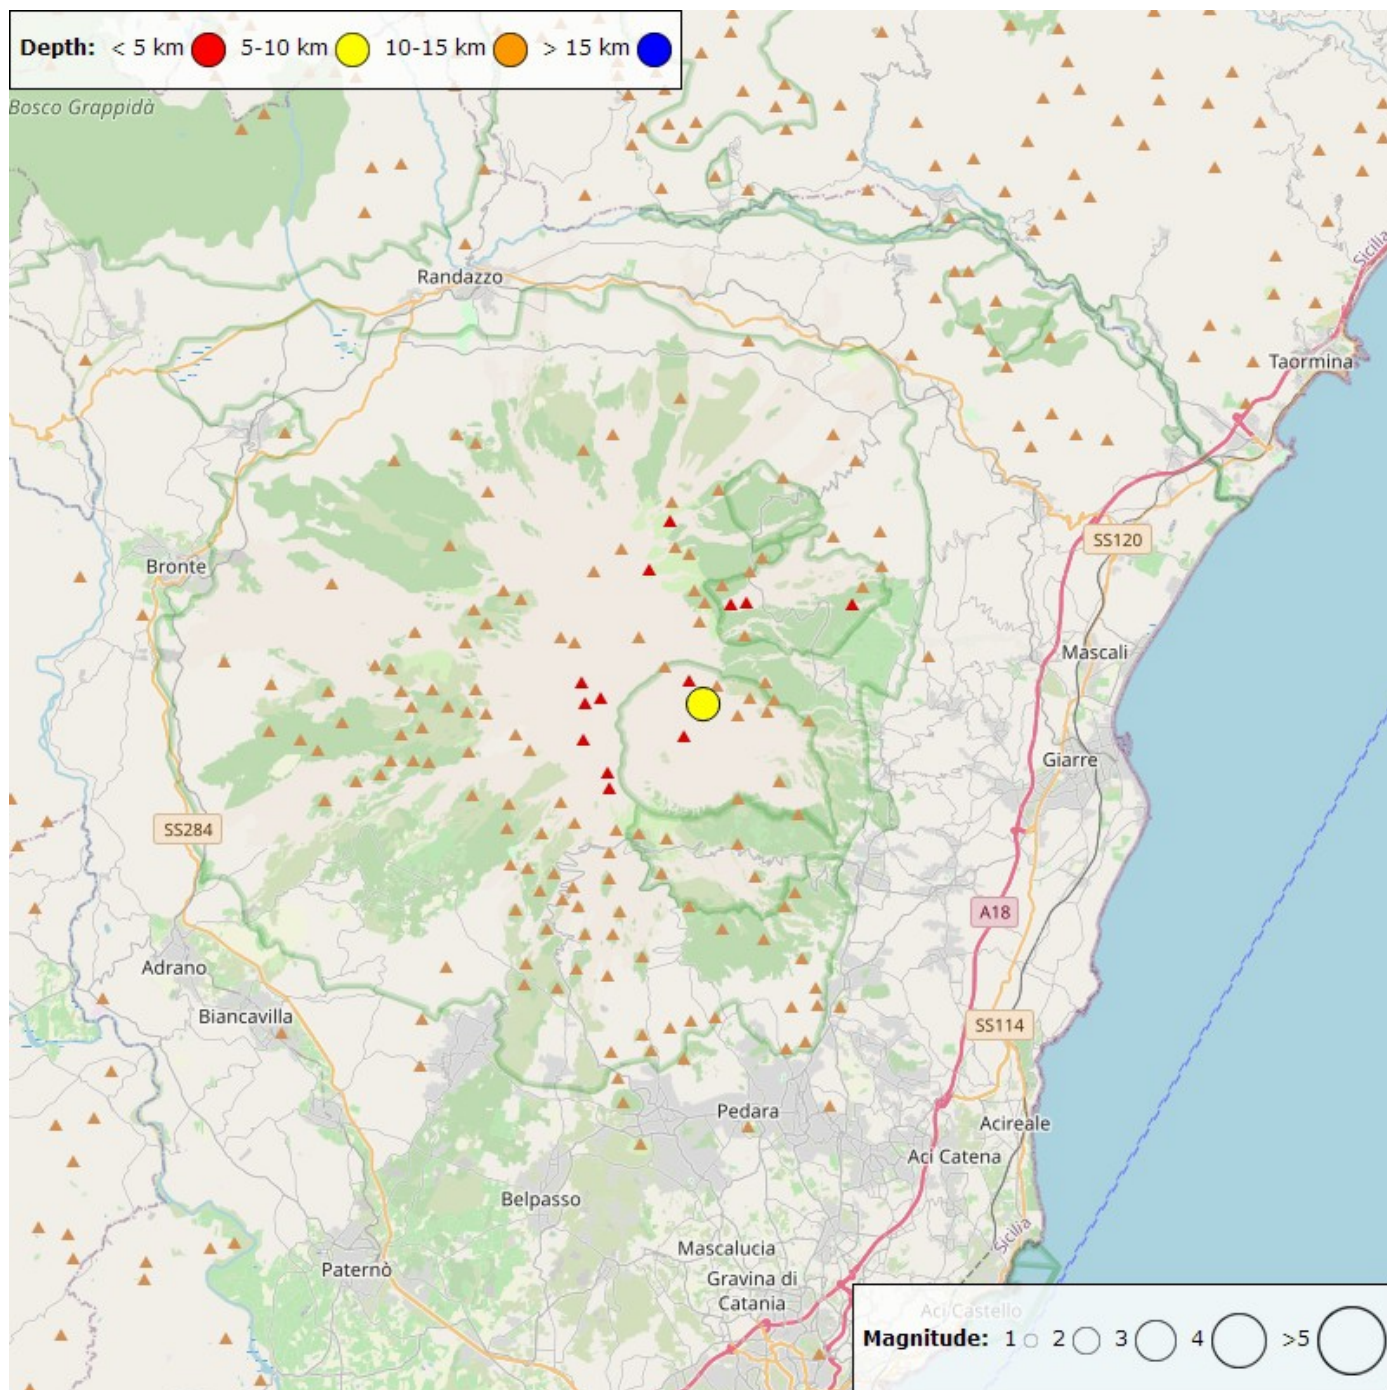 Depth: < 5 km 5-10 km 10-15 km > 15 km
Bosco Grappidà
Sicilia
Randazzo
Taormina
SS120
Bronte
Mascali
Giarre
SS284
A18
Adrano
Biancavilla
SS114
Pedara
Acireale
Aci Catena
Belpasso
Sicilia
Mascalucia
Paternò
Gravina di
Catania
Aci Castello
Magnitude: 1 2 3 4 >5